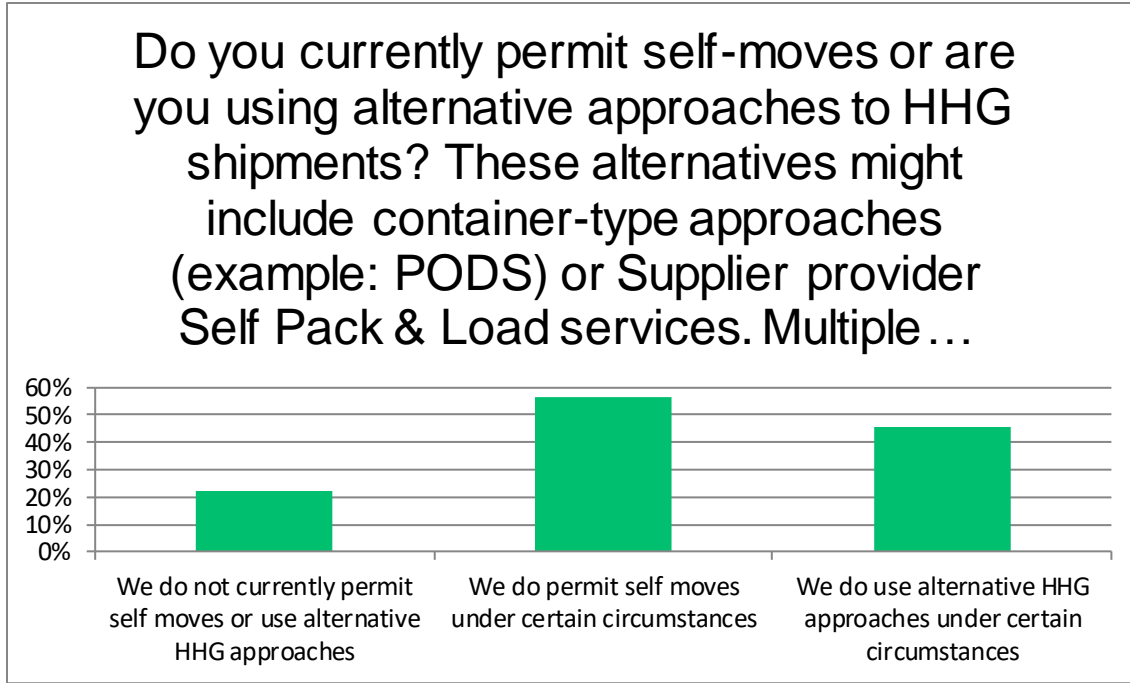 Do you currently permit self-moves or are
you using alternative approaches to HHG
shipments? These alternatives might
include container-type approaches
(example: PODS) or Supplier provider
Self Pack & Load services. Multiple…
60%
50%
40%
30%
20%
10%
0%
We do not currently permit
self moves or use alternative
HHG approaches
We do permit self moves
under certain circumstances
We do use alternative HHG
approaches under certain
circumstances